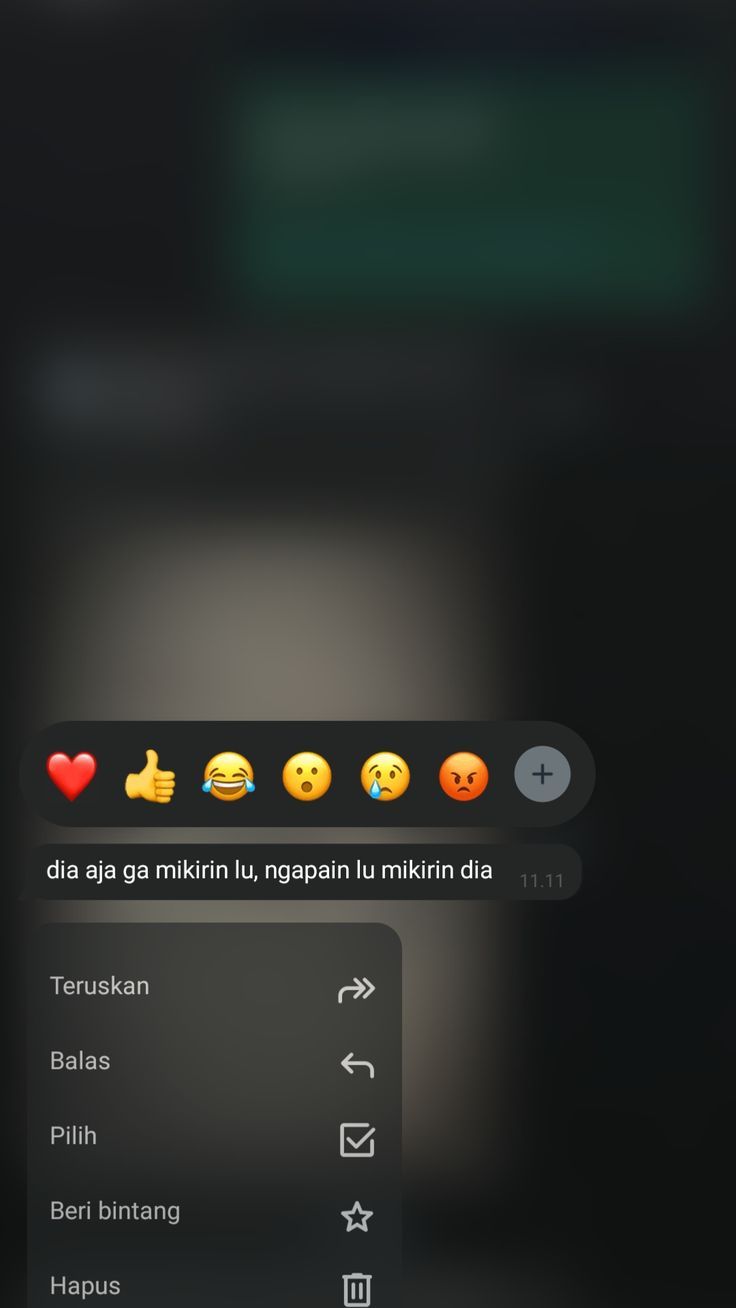 dia aja ga mikirin lu, ngapain lu mikirin dia
11.11
Teruskan
Balas
Pilih
Beri bintang
Hapus